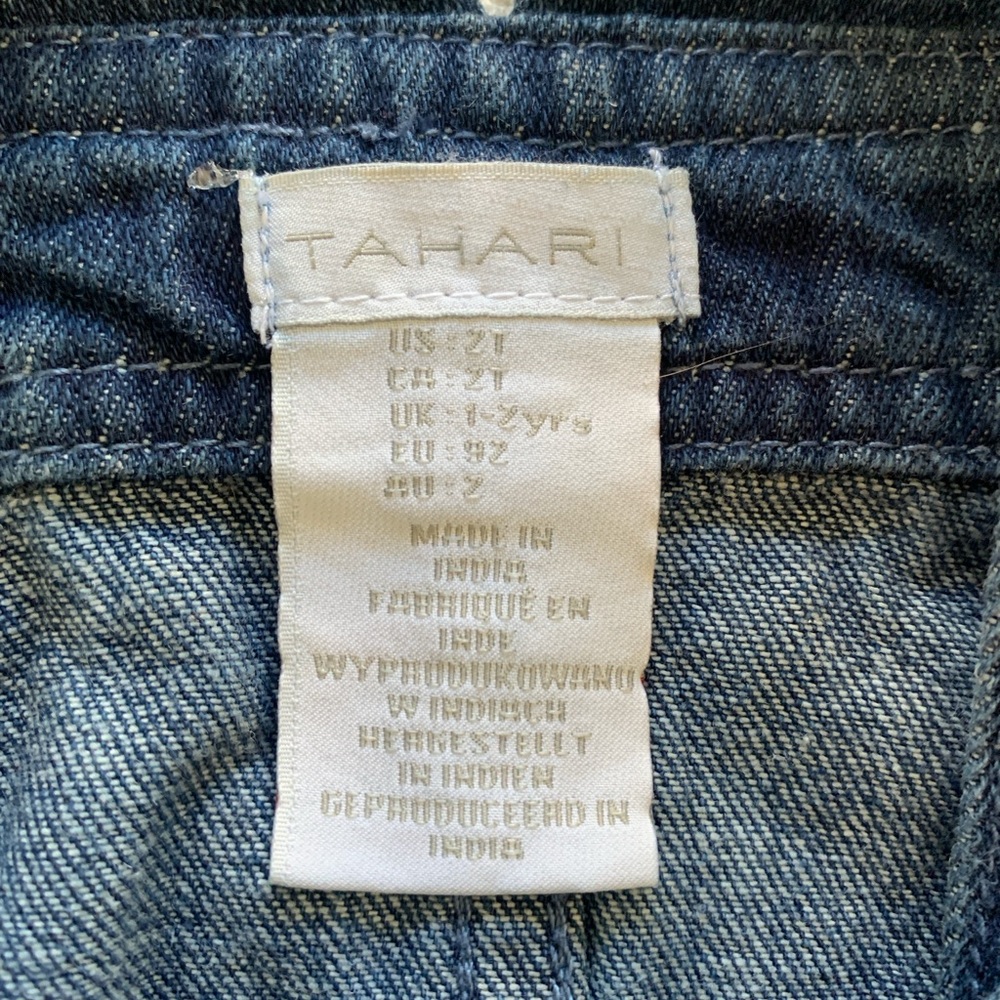 TAHARI
US : 2T
CA : 2T
UK : 1-2yrs
EU : 92
AU : 2
MADE IN
INDIA
FABRIQUÉ EN
INDE
WYPRODUKOWANO
W INDIACH
HERGESTELLT
IN INDIEN
GEPRODUCEERD IN
INDIA